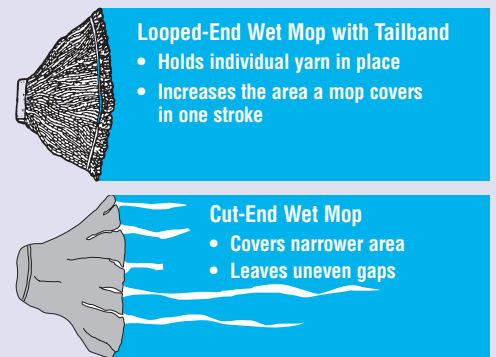 Looped-End Wet Mop with Tailband
• Holds individual yarn in place
• Increases the area a mop covers
in one stroke
Cut-End Wet Mop
• Covers narrower area
• Leaves uneven gaps